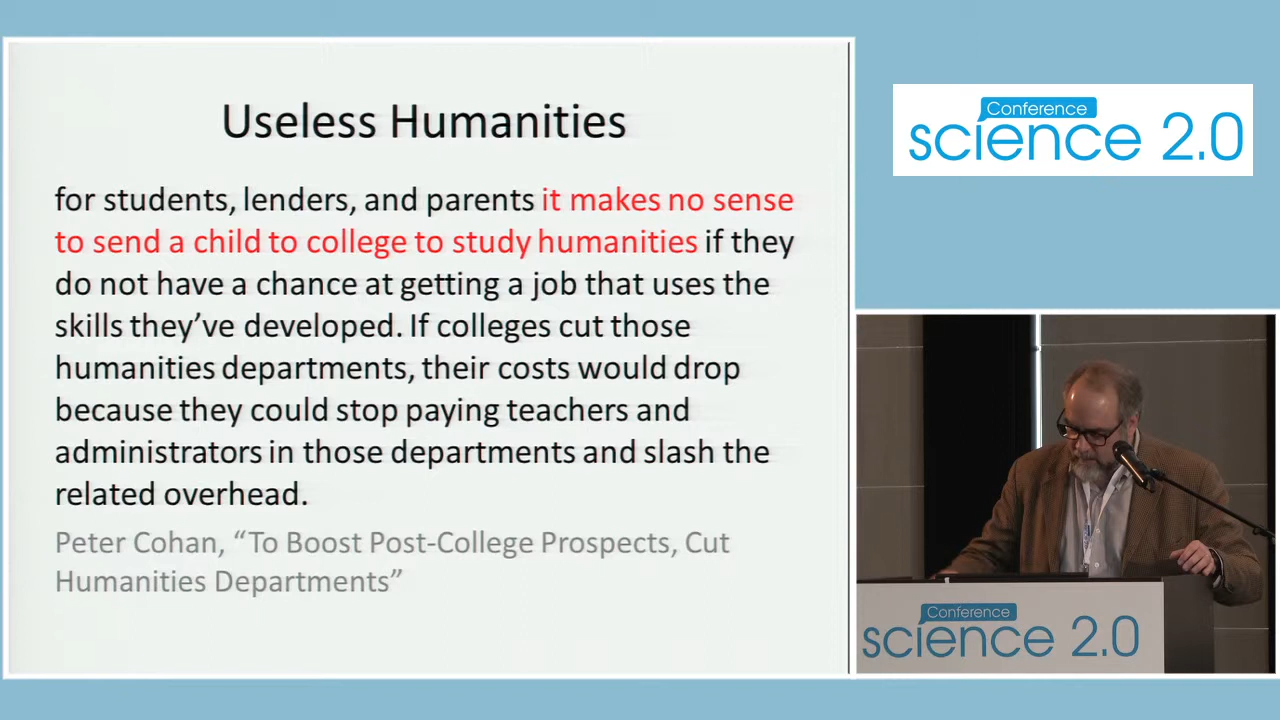 Useless Humanities
for students, lenders, and parents it makes no sense
to send a child to college to study humanities if they
do not have a chance at getting a job that uses the
skills they’ve developed. If colleges cut those
humanities departments, their costs would drop
because they could stop paying teachers and
administrators in those departments and slash the
related overhead.
Peter Cohan, “To Boost Post-College Prospects, Cut
Humanities Departments”
Conference
science 2.0
Conference
science 2.0